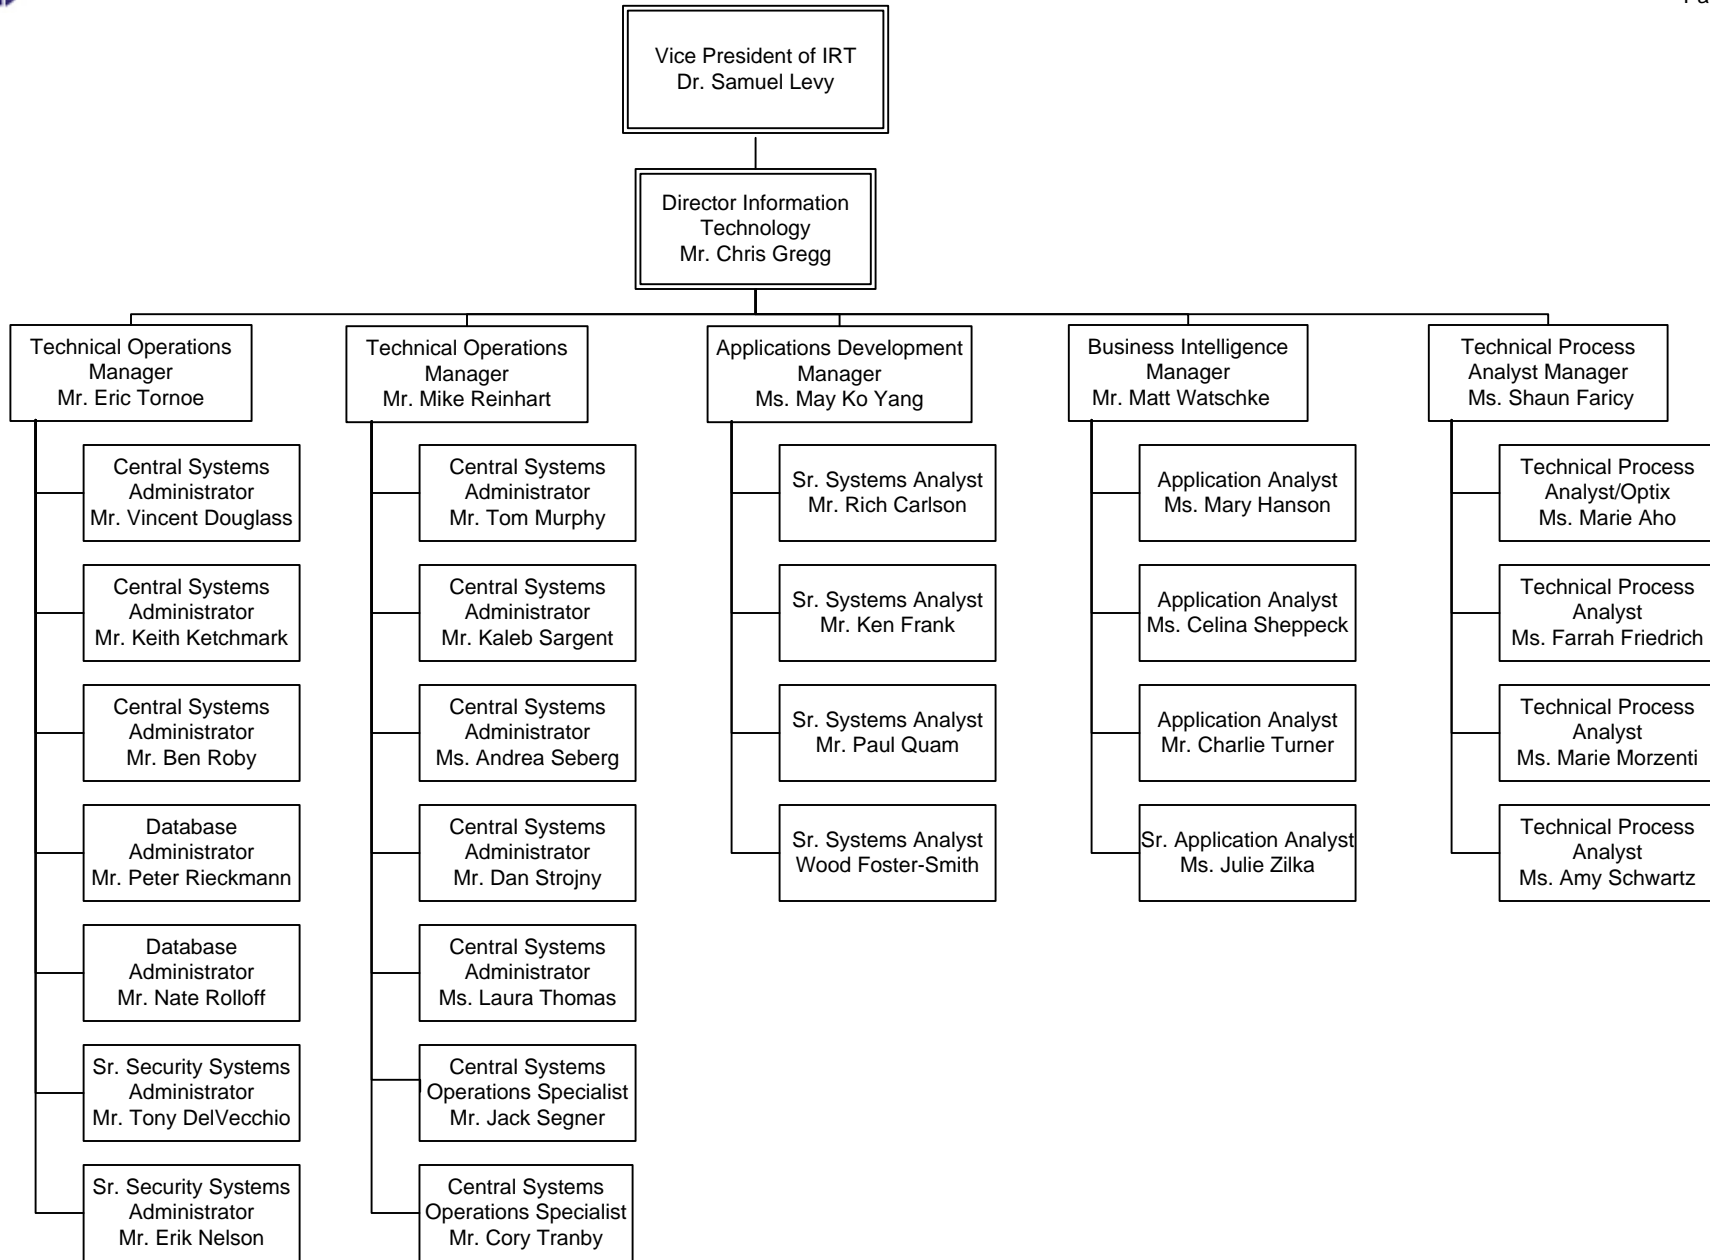 Vice President of IRT
Dr. Samuel Levy
Director Information
Technology
Mr. Chris Gregg
Technical Operations
Manager
Mr. Eric Tornoe
Central Systems
Administrator
Mr. Vincent Douglass
Central Systems
Administrator
Mr. Keith Ketchmark
Central Systems
Administrator
Mr. Ben Roby
Database
Administrator
Mr. Peter Rieckmann
Database
Administrator
Mr. Nate Rolloff
Sr. Security Systems
Administrator
Mr. Tony DelVecchio
Sr. Security Systems
Administrator
Mr. Erik Nelson
Technical Operations
Manager
Mr. Mike Reinhart
Central Systems
Administrator
Mr. Tom Murphy
Central Systems
Administrator
Mr. Kaleb Sargent
Central Systems
Administrator
Ms. Andrea Seberg
Central Systems
Administrator
Mr. Dan Strojny
Central Systems
Administrator
Ms. Laura Thomas
Central Systems
Operations Specialist
Mr. Jack Segner
Central Systems
Operations Specialist
Mr. Cory Tranby
Applications Development
Manager
Ms. May Ko Yang
Sr. Systems Analyst
Mr. Rich Carlson
Sr. Systems Analyst
Mr. Ken Frank
Sr. Systems Analyst
Mr. Paul Quam
Sr. Systems Analyst
Wood Foster-Smith
Business Intelligence
Manager
Mr. Matt Watschke
Application Analyst
Ms. Mary Hanson
Application Analyst
Ms. Celina Sheppeck
Application Analyst
Mr. Charlie Turner
Sr. Application Analyst
Ms. Julie Zilka
Technical Process
Analyst Manager
Ms. Shaun Faricy
Technical Process
Analyst/Optix
Ms. Marie Aho
Technical Process
Analyst
Ms. Farrah Friedrich
Technical Process
Analyst
Ms. Marie Morzenti
Technical Process
Analyst
Ms. Amy Schwartz